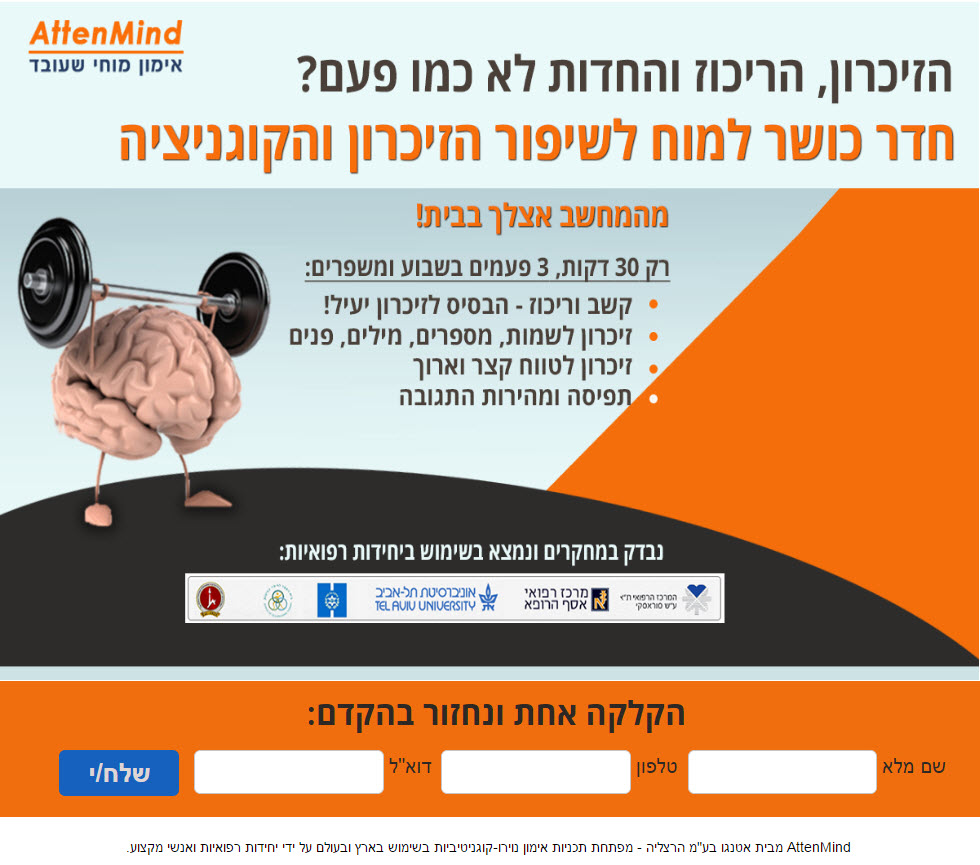 AttenMind
אימון מוחי שעובד
הזיכרון, הריכוז והחדות לא כמו פעם?
חדר כושר למוח לשיפור הזיכרון והקוגניציה
מהמחשב אצלך בבית!
רק 30 דקות, 3 פעמים בשבוע ומשפרים:
• קשב וריכוז - הבסיס לזיכרון יעיל!
• זיכרון לשמות, מספרים, מילים, פנים
• זיכרון לטווח קצר וארוך
• תפיסה ומהירות התגובה
נבדק במחקרים ונמצא בשימוש ביחידות רפואיות:
המרכז הרפואי ת"א
ע"ש סוראסקי
מרכז רפואי
אסף הרופא
אוניברסיטת תל-אביב
TEL AVIV UNIVERSITY
הקלקה אחת ונחזור בהקדם:
שם מלא
טלפון
דוא"ל
שלח/י
AttenMind מבית אטנגו בע"מ הרצליה - מפתחת תכניות אימון נוירו-קוגניטיביות בשימוש בארץ ובעולם על ידי יחידות רפואיות ואנשי מקצוע.